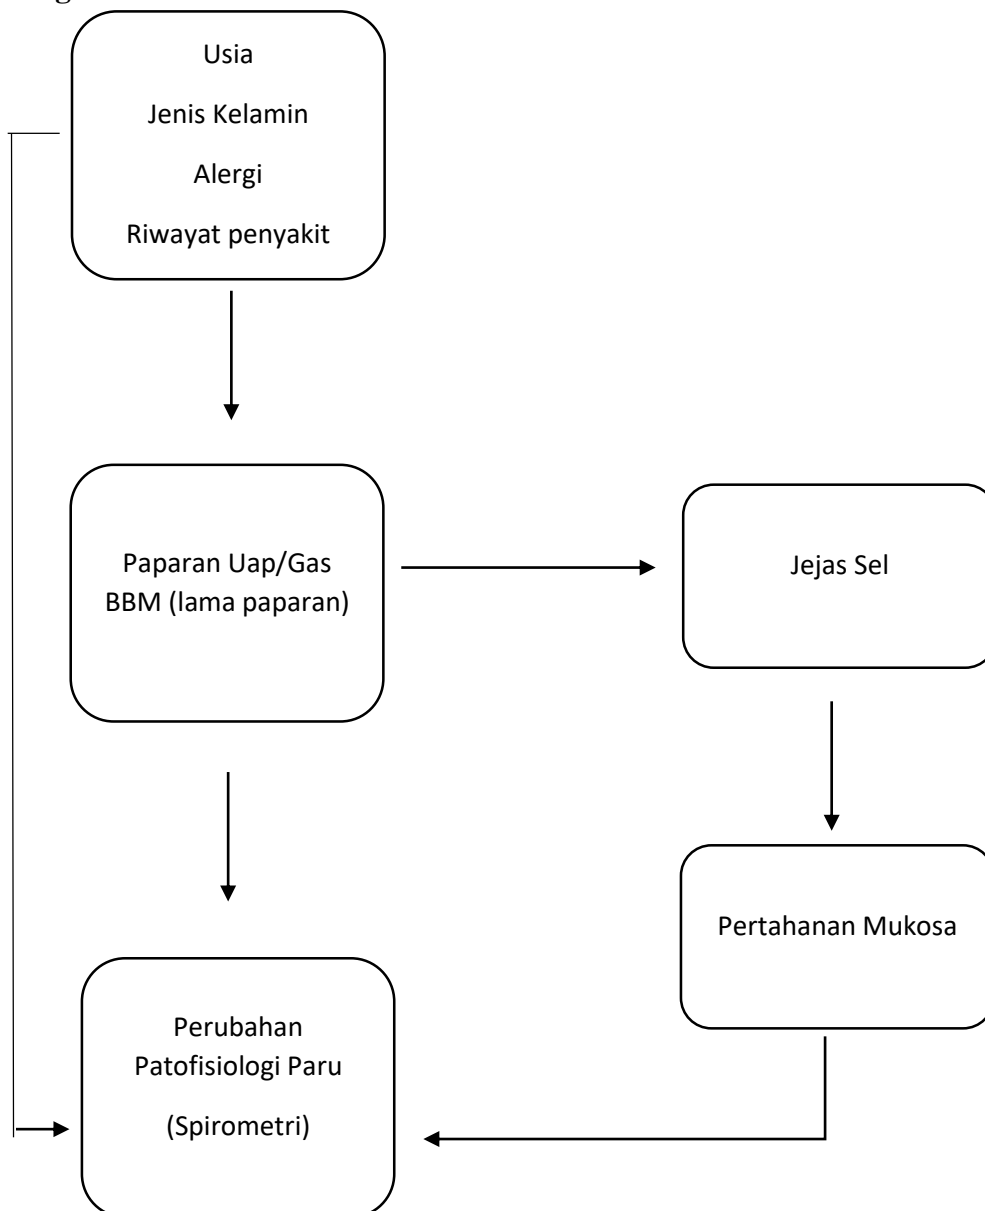 Usia
Jenis Kelamin
Alergi
Riwayat penyakit
Paparan Uap/Gas
BBM (lama paparan)
Jejas Sel
Pertahanan Mukosa
Perubahan
Patofisiologi Paru
(Spirometri)